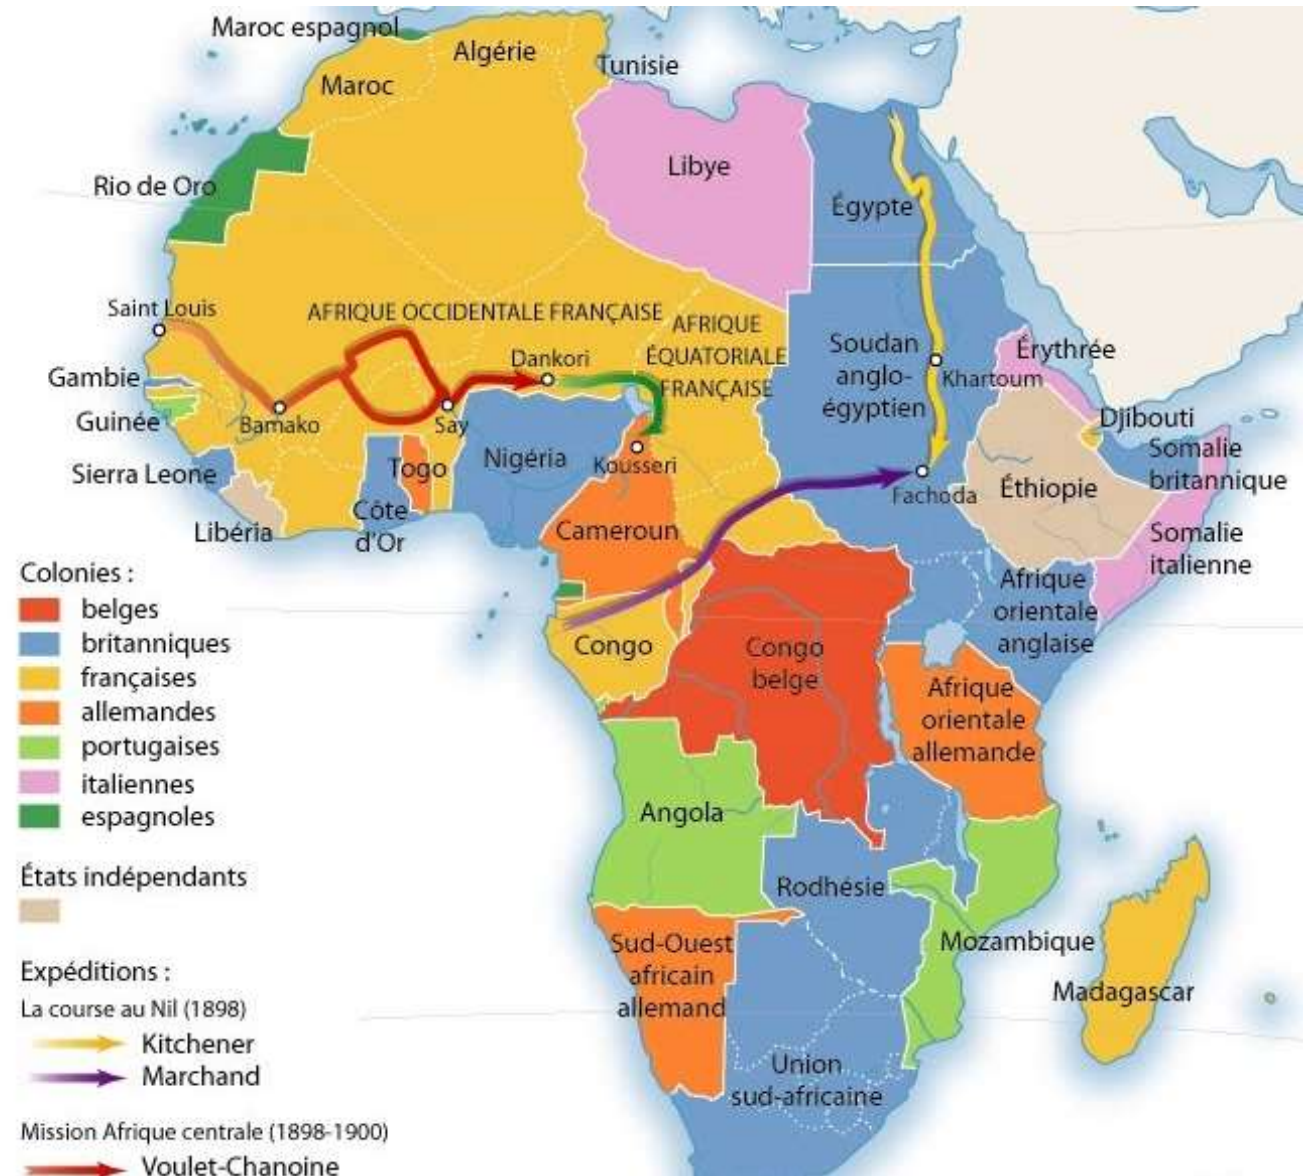 Maroc espagnol
Algérie
Tunisie
Maroc
Libye
Rio de Oro
Égypte
Saint Louis
AFRIQUE OCCIDENTALE FRANÇAISE
AFRIQUE
ÉQUATORIALE
FRANÇAISE
Dankori
Soudan
anglo-
égyptien
Khartoum
Érythrée
Gambie
Guinée
Bamako
Say
Djibouti
Sierra Leone
Togo
Nigéria
Kousseri
Fachoda
Éthiopie
Somalie
britannique
Libéria
Côte
d'Or
Cameroun
Somalie
italienne
Afrique
orientale
anglaise
Congo
Congo
belge
Afrique
orientale
allemande
Angola
Rodhésie
Mozambique
Madagascar
Sud-Ouest
africain
allemand
Union
sud-africaine
Colonies :
belges
britanniques
françaises
allemandes
portugaises
italiennes
espagnoles
États indépendants
Expéditions :
La course au Nil (1898)
Kitchener
Marchand
Mission Afrique centrale (1898-1900)
Voulet-Chanoine